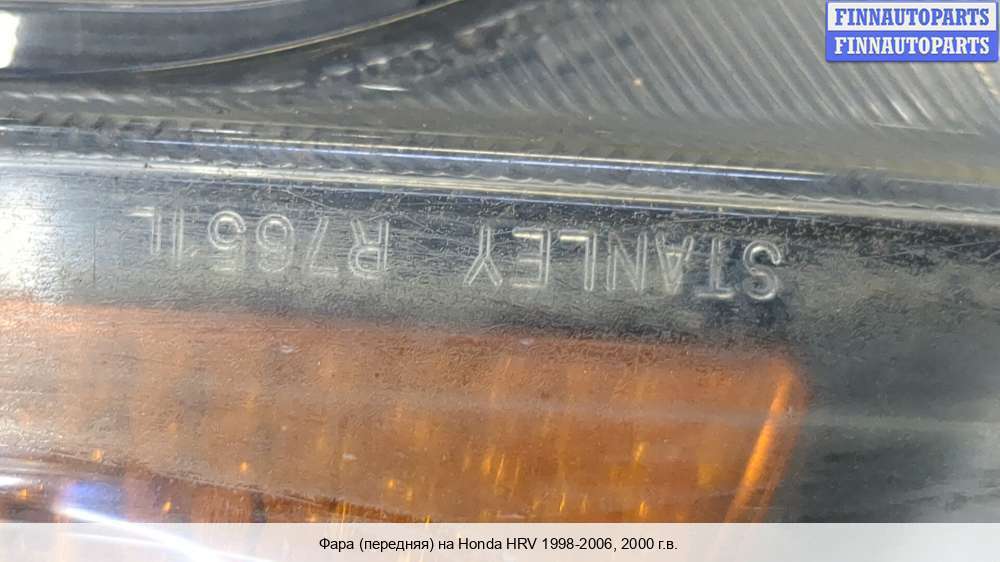 FINNAUTOPARTS
FINNAUTOPARTS
STANLEY R7651L
Фара (передняя) на Honda HRV 1998-2006, 2000 г.в.